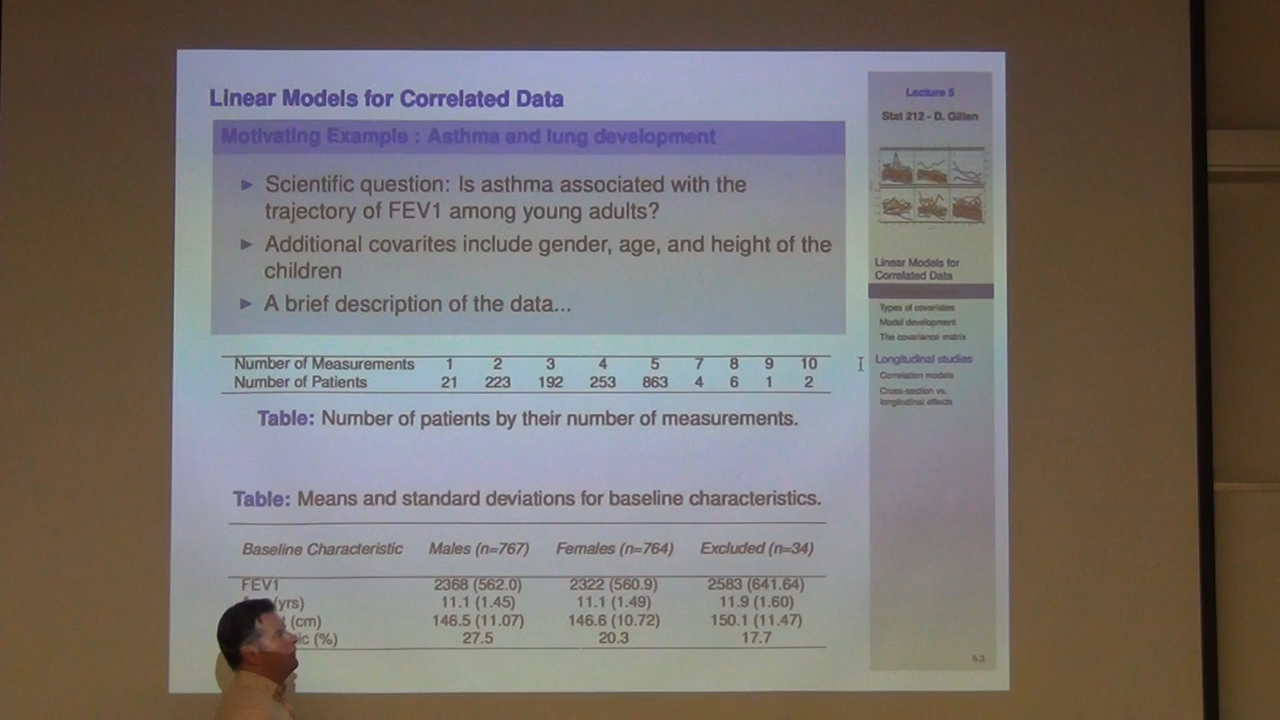 Linear Models for Correlated Data
Motivating Example : Asthma and lung development
Scientific question: Is asthma associated with the
trajectory of FEV1 among young adults?
Additional covarites include gender, age, and height of the
children
A brief description of the data...
Number of Measurements 1 2 3 4 5 7 8 9 10
Number of Patients 21 223 192 253 863 4 6 1 2
Table: Number of patients by their number of measurements.
Table: Means and standard deviations for baseline characteristics.
Baseline Characteristic Males (n=767) Females (n=764) Excluded (n=34)
FEV1 2368 (562.0) 2322 (560.9) 2583 (641.64)
(yrs) 11.1 (1.45) 11.1 (1.49) 11.9 (1.60)
(cm) 146.5 (11.07) 146.6 (10.72) 150.1 (11.47)
(%) 27.5 20.3 17.7
Lecture 5
Stat 212 - D. Gillen
Linear Models for
Correlated Data
Types of covariates
Model development
The covariance matrix
Longitudinal studies
Correlation models
Cross-section vs.
longitudinal effects
5.3